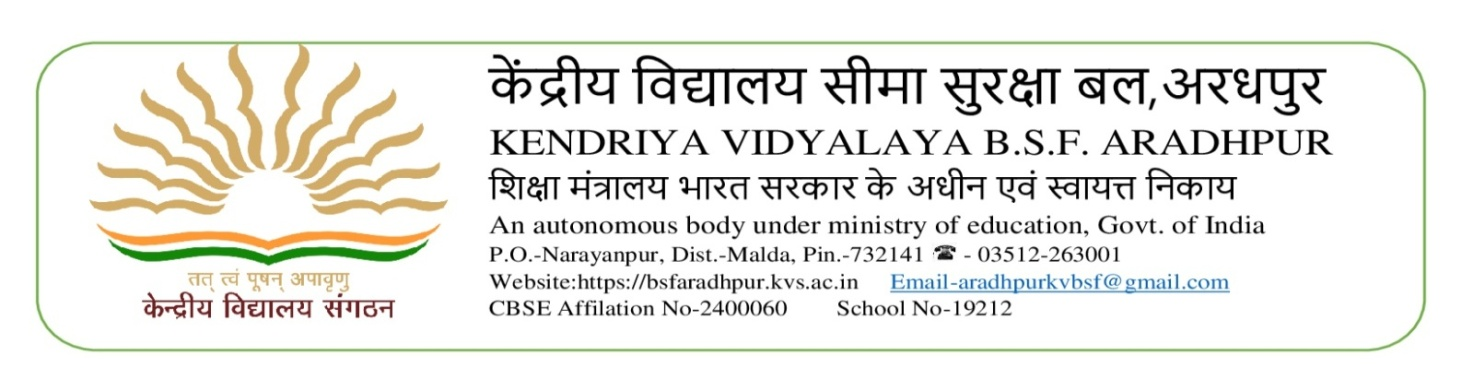 तत् त्वं पूषन् अपावृणु
केन्द्रीय विद्यालय संगठन
केंद्रीय विद्यालय सीमा सुरक्षा बल,अरधपुर
KENDRIYA VIDYALAYA B.S.F. ARADHPUR
शिक्षा मंत्रालय भारत सरकार के अधीन एवं स्वायत्त निकाय
An autonomous body under ministry of education, Govt. of India
P.O.-Narayanpur, Dist.-Malda, Pin.-732141 ☎ - 03512-263001
Website:https://bsfaradhpur.kvs.ac.in Email-aradhpurkvbsf@gmail.com
CBSE Affilation No-2400060 School No-19212